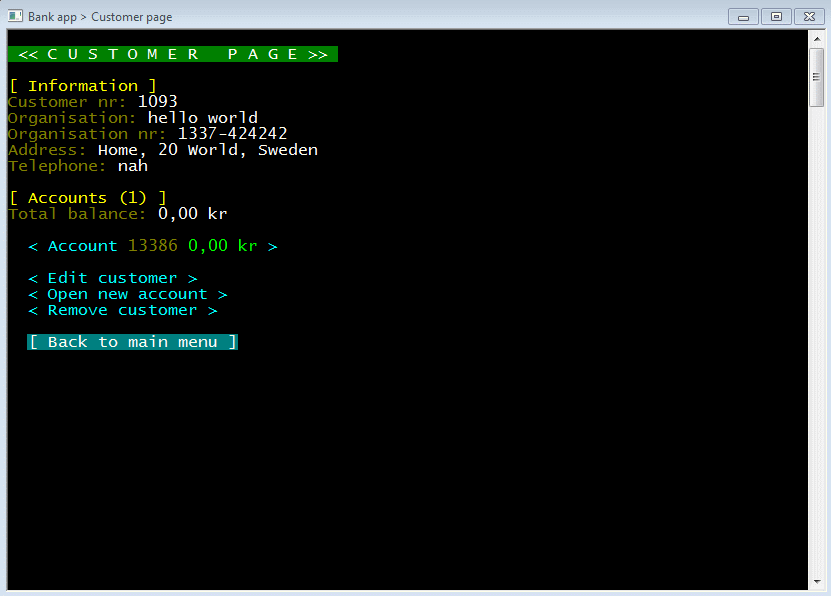 Bank app > Customer page
<< C U S T O M E R   P A G E >>
[ Information ]
Customer nr: 1093
Organisation: hello world
Organisation nr: 1337-424242
Address: Home, 20 World, Sweden
Telephone: nah
[ Accounts (1) ]
Total balance: 0,00 kr
< Account 13386 0,00 kr >
< Edit customer >
< Open new account >
< Remove customer >
[ Back to main menu ]